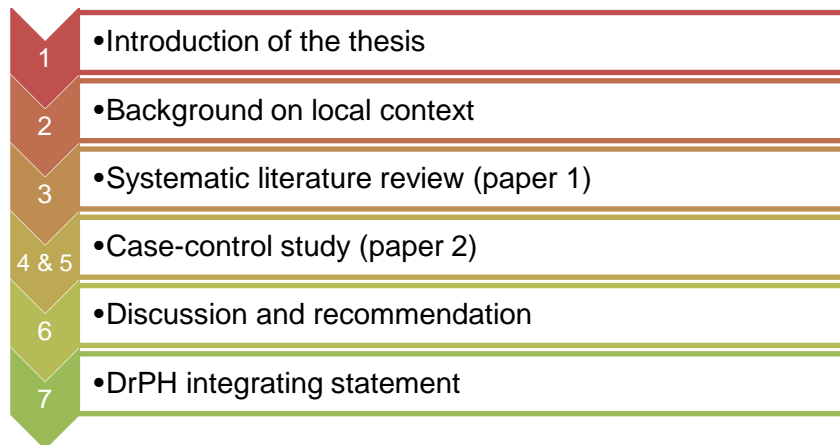 1
•Introduction of the thesis
2
•Background on local context
3
•Systematic literature review (paper 1)
4 & 5
•Case-control study (paper 2)
6
•Discussion and recommendation
7
•DrPH integrating statement